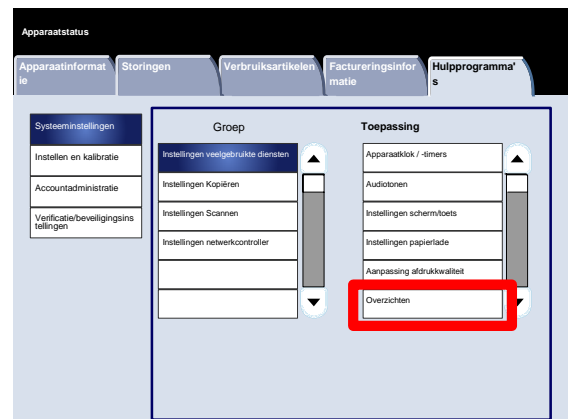 Apparaatstatus
Apparaatinformat
ie
Storingen
Verbruiksartikelen
Factureringsinfor
matie
Hulpprogramma'
s
Systeeminstellingen
Instellen en kalibratie
Accountadministratie
Verificatie/beveiligingsins
tellingen
Groep
Instellingen veelgebruikte diensten
Instellingen Kopiëren
Instellingen Scannen
Instellingen netwerkcontroller
Toepassing
Apparaatklok / -timers
Audiotonen
Instellingen scherm/toets
Instellingen papierlade
Aanpassing afdrukkwaliteit
Overzichten